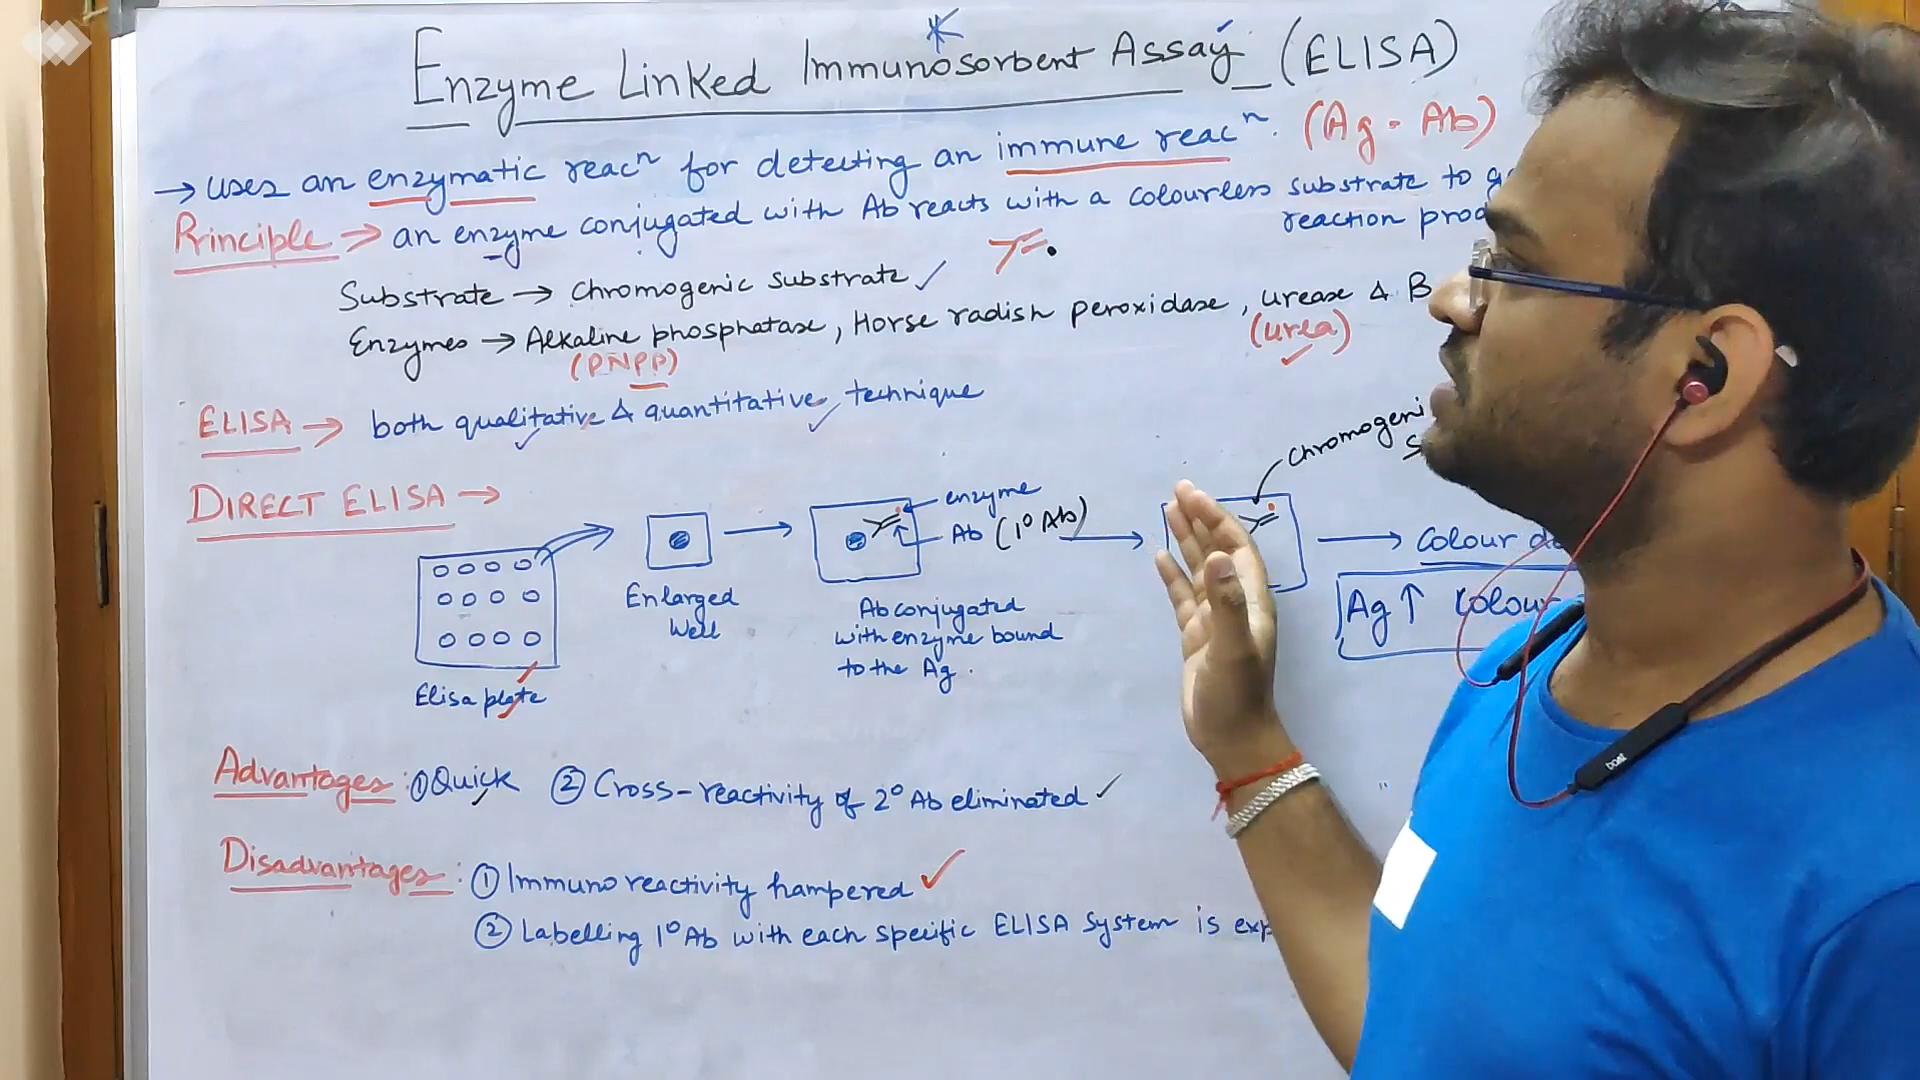 Enzyme Linked Immunosorbent Assay (ELISA)
→ uses an enzymatic reacⁿ for detecting an immune reacⁿ. (Ag - Ab)
Principle → an enzyme conjugated with Ab reacts with a colourless substrate to
reaction
Substrate → Chromogenic substrate ✓
Enzymes → Alkaline phosphatase, Horse radish peroxidase, urease & B
(PNPP) (urea)
ELISA → both qualitative & quantitative technique
chromogeni
DIRECT ELISA →
enzyme
Ab (1° Ab)
Colour
Ag ↑ Colour
Enlarged
Well
Ab conjugated
with enzyme bound
to the Ag.
Elisa plate
Advantages: ① Quick ② Cross-reactivity of 2° Ab eliminated ✓
Disadvantages: ① Immuno reactivity hampered ✓
② Labelling 1° Ab with each specific ELISA System is
boat